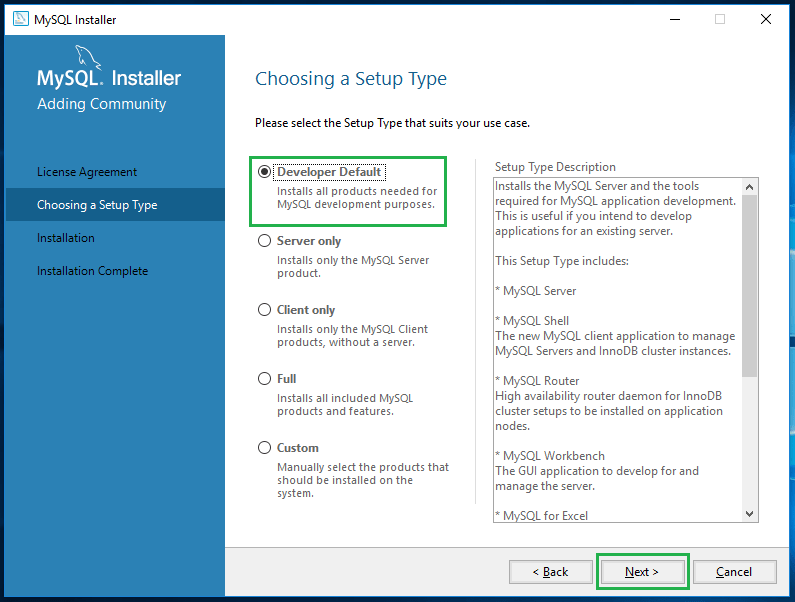 MySQL Installer
MySQL. Installer
Adding Community
License Agreement
Choosing a Setup Type
Installation
Installation Complete
Choosing a Setup Type
Please select the Setup Type that suits your use case.
Developer Default
Installs all products needed for
MySQL development purposes.
Server only
Installs only the MySQL Server
product.
Client only
Installs only the MySQL Client
products, without a server.
Full
Installs all included MySQL
products and features.
Custom
Manually select the products that
should be installed on the
system.
Setup Type Description
Installs the MySQL Server and the tools
required for MySQL application development.
This is useful if you intend to develop
applications for an existing server.
This Setup Type includes:
* MySQL Server
* MySQL Shell
The new MySQL client application to manage
MySQL Servers and InnoDB cluster instances.
* MySQL Router
High availability router daemon for InnoDB
cluster setups to be installed on application
nodes.
* MySQL Workbench
The GUI application to develop for and
manage the server.
* MySQL for Excel
< Back
Next >
Cancel